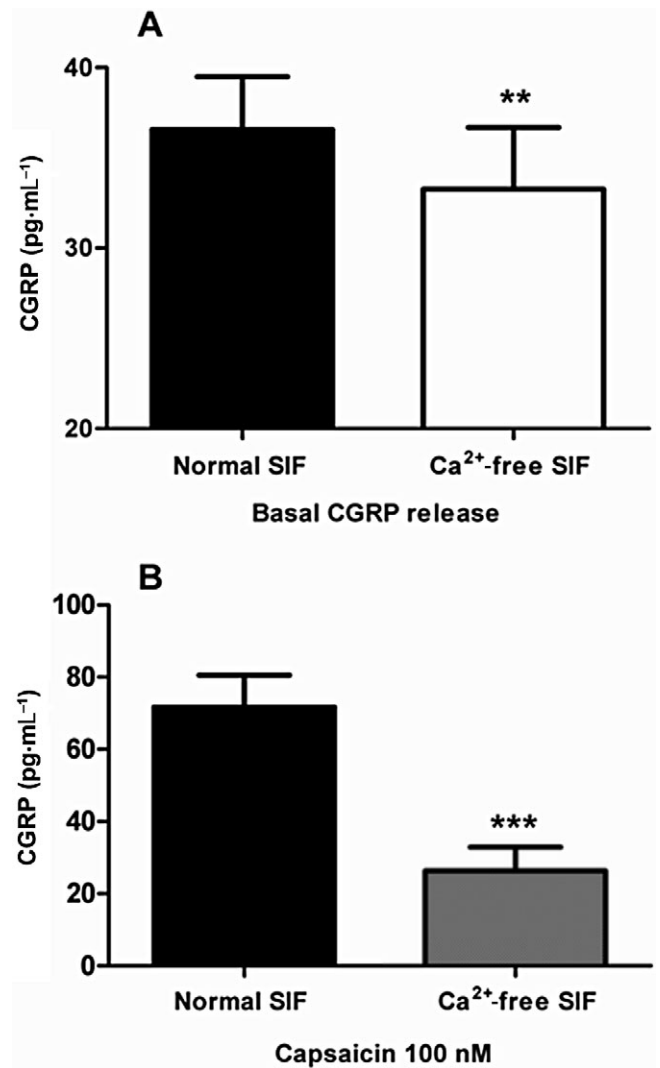 A
40
30
20
CGRP (pg·mL⁻¹)
**
Normal SIF
Ca²⁺-free SIF
Basal CGRP release
B
100
80
60
40
20
0
CGRP (pg·mL⁻¹)
***
Normal SIF
Ca²⁺-free SIF
Capsaicin 100 nM